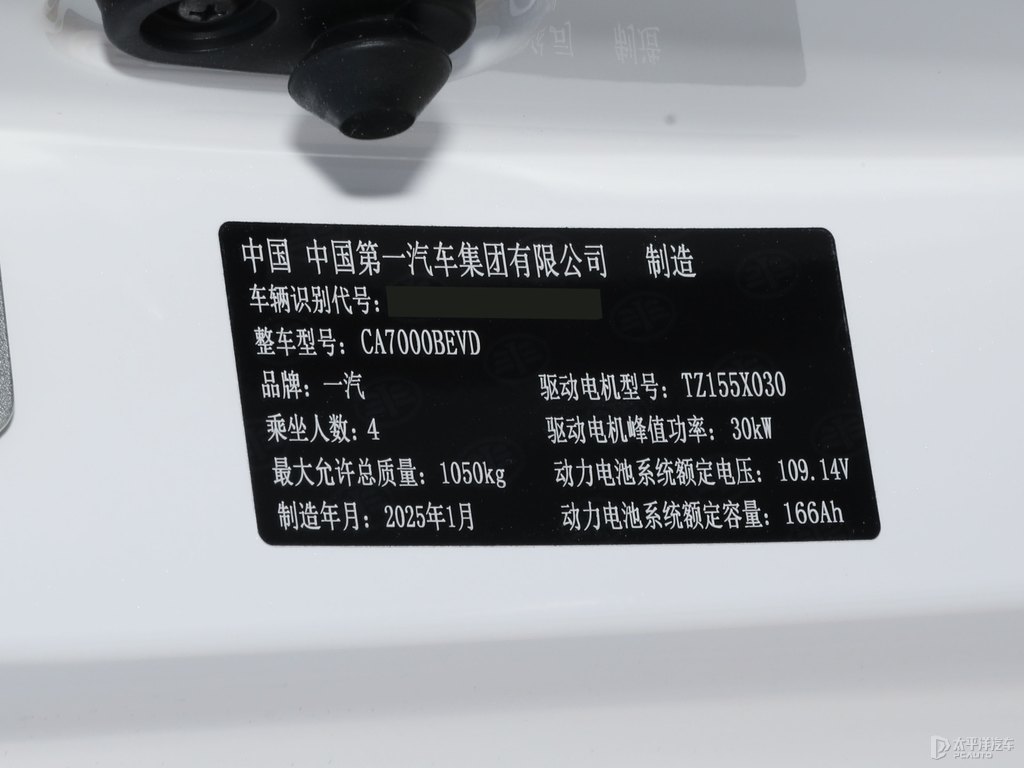 中国 中国第一汽车集团有限公司 制造
车辆识别代号:
整车型号: CA7000BEVD
品牌: 一汽 驱动电机型号: TZ155X030
乘坐人数: 4 驱动电机峰值功率: 30kW
最大允许总质量: 1050kg 动力电池系统额定电压: 109.14V
制造年月: 2025年1月 动力电池系统额定容量: 166Ah
太平洋汽车
PCAUTO